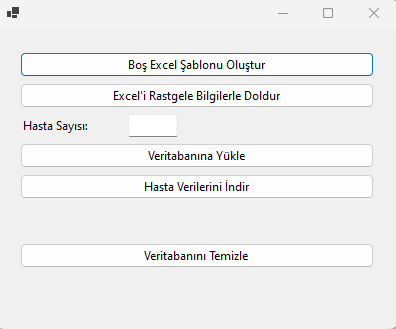 Boş Excel Şablonu Oluştur
Excel'i Rastgele Bilgilerle Doldur
Hasta Sayısı:
Veritabanına Yükle
Hasta Verilerini İndir
Veritabanını Temizle